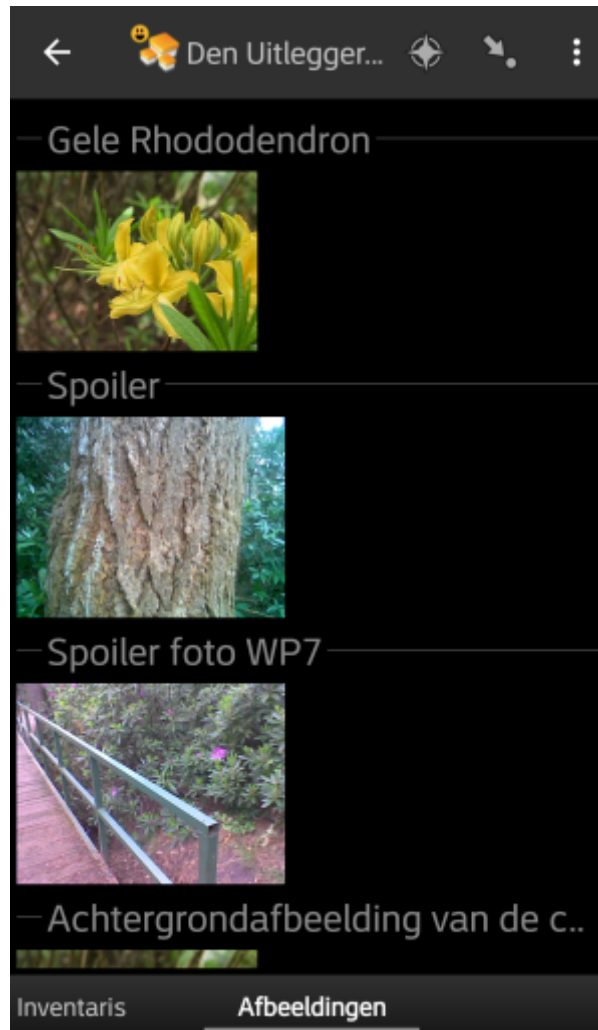 Den Uitlegger...
Gele Rhododendron
Spoiler
Spoiler foto WP7
Achtergrondafbeelding van de c..
Inventaris
Afbeeldingen